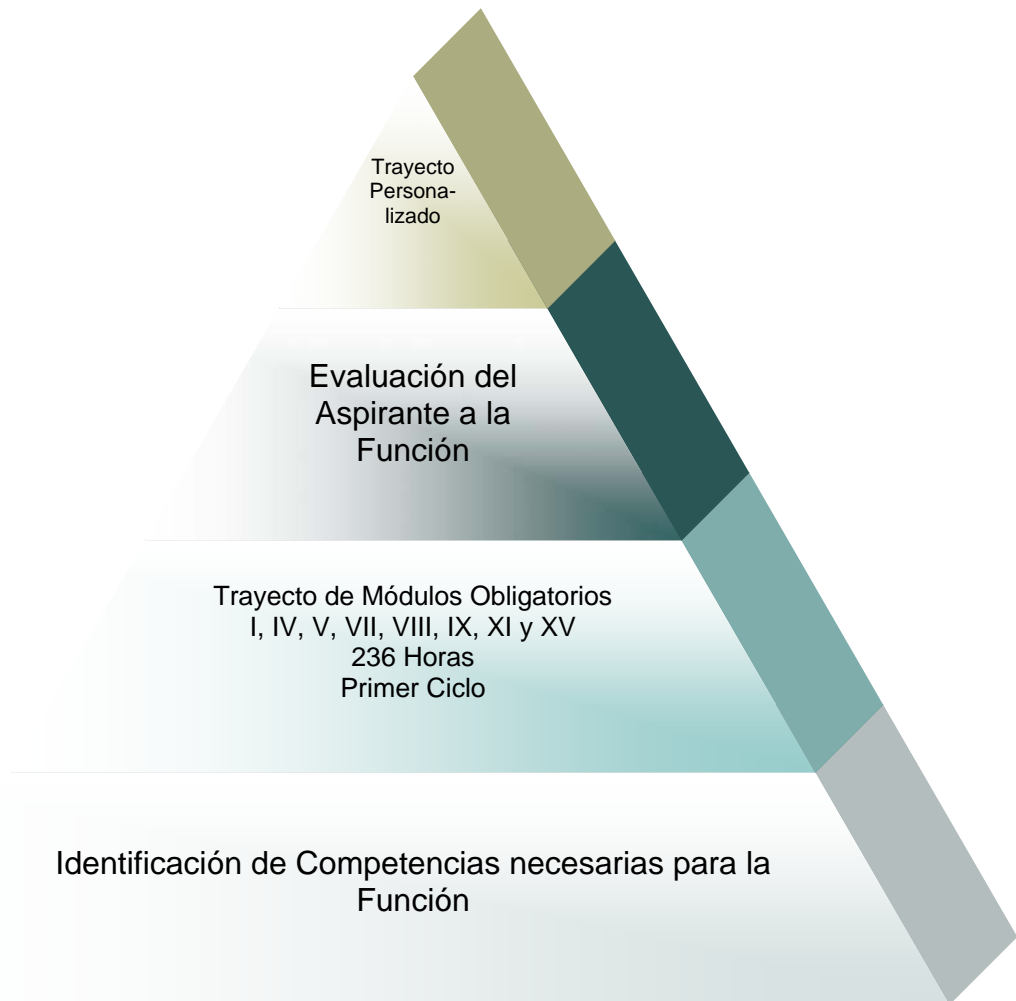 Trayecto
Persona-
lizado
Evaluación del
Aspirante a la
Función
Trayecto de Módulos Obligatorios
I, IV, V, VII, VIII, IX, XI y XV
236 Horas
Primer Ciclo
Identificación de Competencias necesarias para la
Función